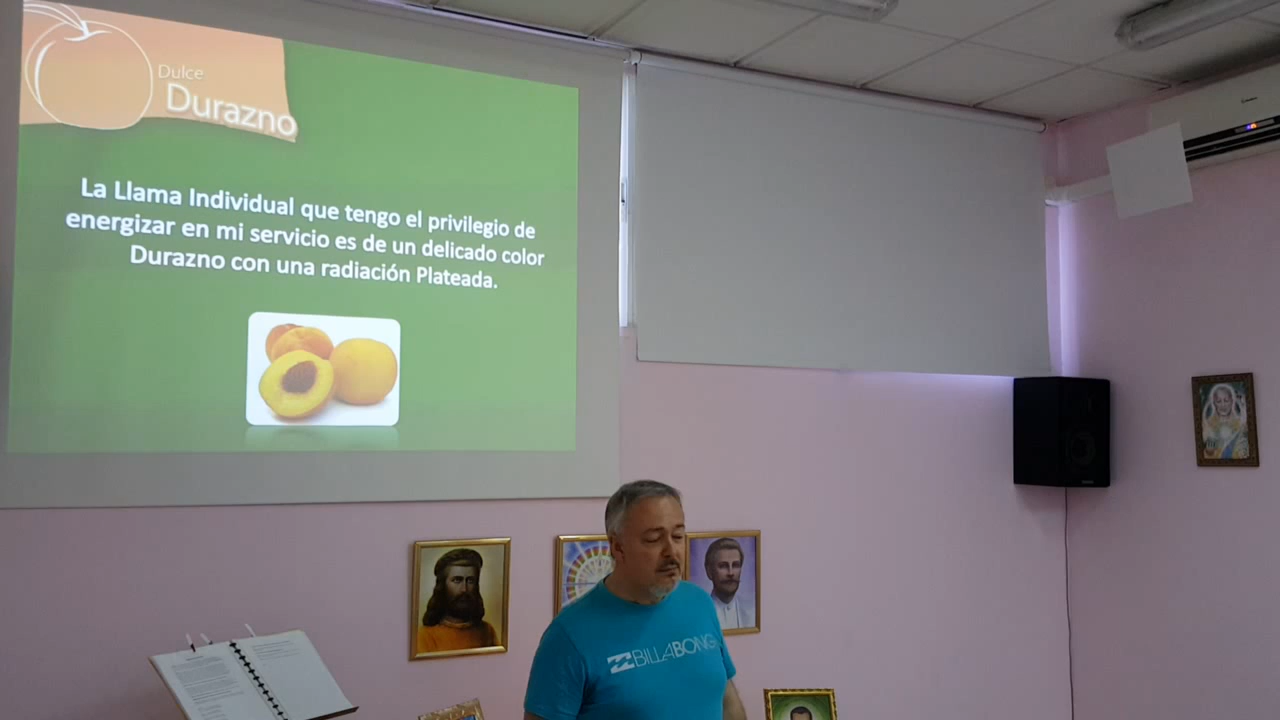 Dulce
Durazno
La Llama Individual que tengo el privilegio de
energizar en mi servicio es de un delicado color
Durazno con una radiación Plateada.
BILLABONG